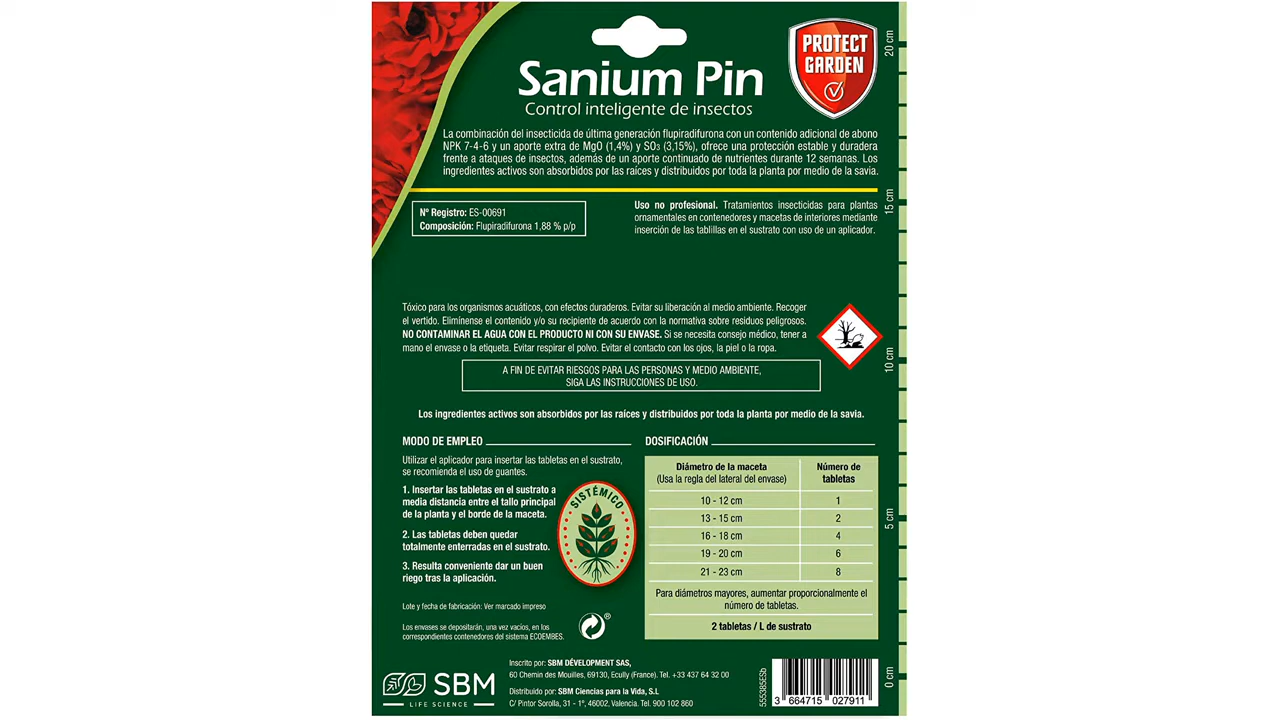 Sanium Pin
Control inteligente de insectos
PROTECT
GARDEN
La combinación del insecticida de última generación flupiradifurona con un contenido adicional de abono
NPK 7-4-6 y un aporte extra de MgO (1,4%) y SO₃ (3,15%), ofrece una protección estable y duradera
frente a ataques de insectos, además de un aporte continuado de nutrientes durante 12 semanas. Los
ingredientes activos son absorbidos por las raíces y distribuidos por toda la planta por medio de la savia.
Nº Registro: ES-00691
Composición: Flupiradifurona 1,88 % p/p
Uso no profesional. Tratamientos insecticidas para plantas
ornamentales en contenedores y macetas de interiores mediante
inserción de las tablillas en el sustrato con uso de un aplicador.
Tóxico para los organismos acuáticos, con efectos duraderos. Evitar su liberación al medio ambiente. Recoger
el vertido. Elimínense el contenido y/o su recipiente de acuerdo con la normativa sobre residuos peligrosos.
NO CONTAMINAR EL AGUA CON EL PRODUCTO NI CON SU ENVASE. Si se necesita consejo médico, tener a
mano el envase o la etiqueta. Evitar respirar el polvo. Evitar el contacto con los ojos, la piel o la ropa.
A FIN DE EVITAR RIESGOS PARA LAS PERSONAS Y MEDIO AMBIENTE,
SIGA LAS INSTRUCCIONES DE USO.
Los ingredientes activos son absorbidos por las raíces y distribuidos por toda la planta por medio de la savia.
MODO DE EMPLEO
Utilizar el aplicador para insertar las tabletas en el sustrato,
se recomienda el uso de guantes.
1. Insertar las tabletas en el sustrato a
media distancia entre el tallo principal
de la planta y el borde de la maceta.
2. Las tabletas deben quedar
totalmente enterradas en el sustrato.
3. Resulta conveniente dar un buen
riego tras la aplicación.
SISTÉMICO
Lote y fecha de fabricación: Ver marcado impreso
Los envases se depositarán, una vez vacíos, en los
correspondientes contenedores del sistema ECOEMBES.
®
DOSIFICACIÓN
Diámetro de la maceta Número de
(Usa la regla del lateral del envase) tabletas
10 - 12 cm 1
13 - 15 cm 2
16 - 18 cm 4
19 - 20 cm 6
21 - 23 cm 8
Para diámetros mayores, aumentar proporcionalmente el
número de tabletas.
2 tabletas / L de sustrato
SBM
LIFE SCIENCE
Inscrito por: SBM DÉVELOPMENT SAS,
60 Chemin des Mouilles, 69130, Ecully (France). Tel. +33 437 64 32 00
Distribuido por: SBM Ciencias para la Vida, S.L
C/ Pintor Sorolla, 31 - 1º, 46002, Valencia. Tel. 900 102 860
555385ESb
3 664715 027911
20 cm
15 cm
10 cm
5 cm
0 cm